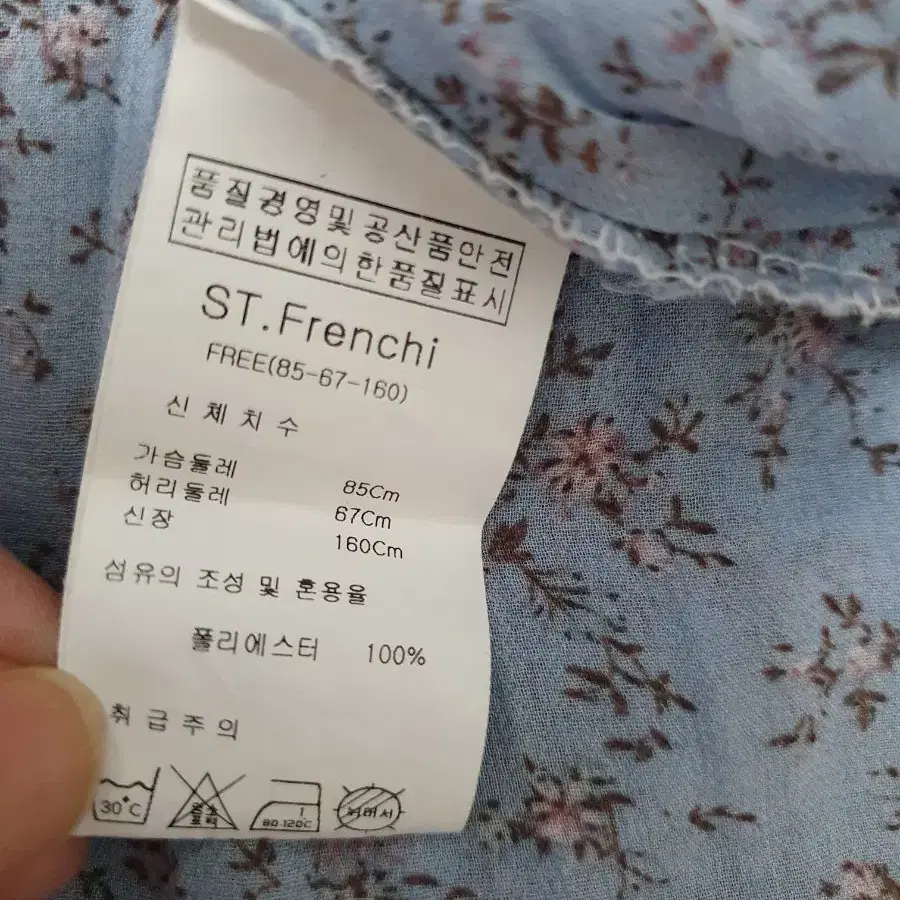 품질경영및공산품안전
관리법에의한품질표시
ST.Frenchi
FREE(85-67-160)
신 체 치 수
가슴둘레 85Cm
허리둘레 67Cm
신장 160Cm
섬유의 조성 및 혼용율
폴리에스터 100%
취급주의
30°C
80-120C